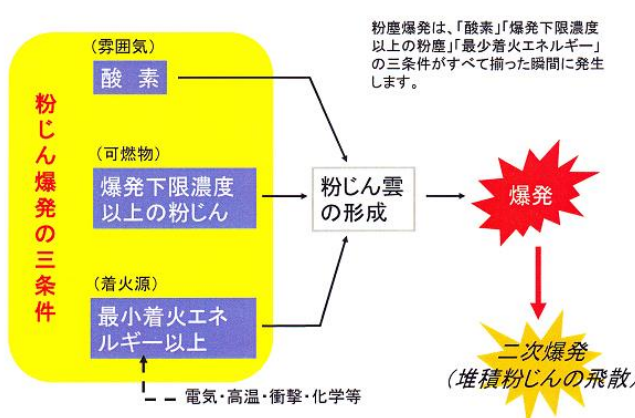 粉塵爆発は、「酸素」「爆発下限濃度
以上の粉塵」「最少着火エネルギー」
の三条件がすべて揃った瞬間に発生
します。
粉じん爆発の三条件
(雰囲気)
酸 素
(可燃物)
爆発下限濃度
以上の粉じん
(着火源)
最小着火エネ
ルギー以上
電気・高温・衝撃・化学等
粉じん雲
の形成
爆発
二次爆発
(堆積粉じんの飛散)